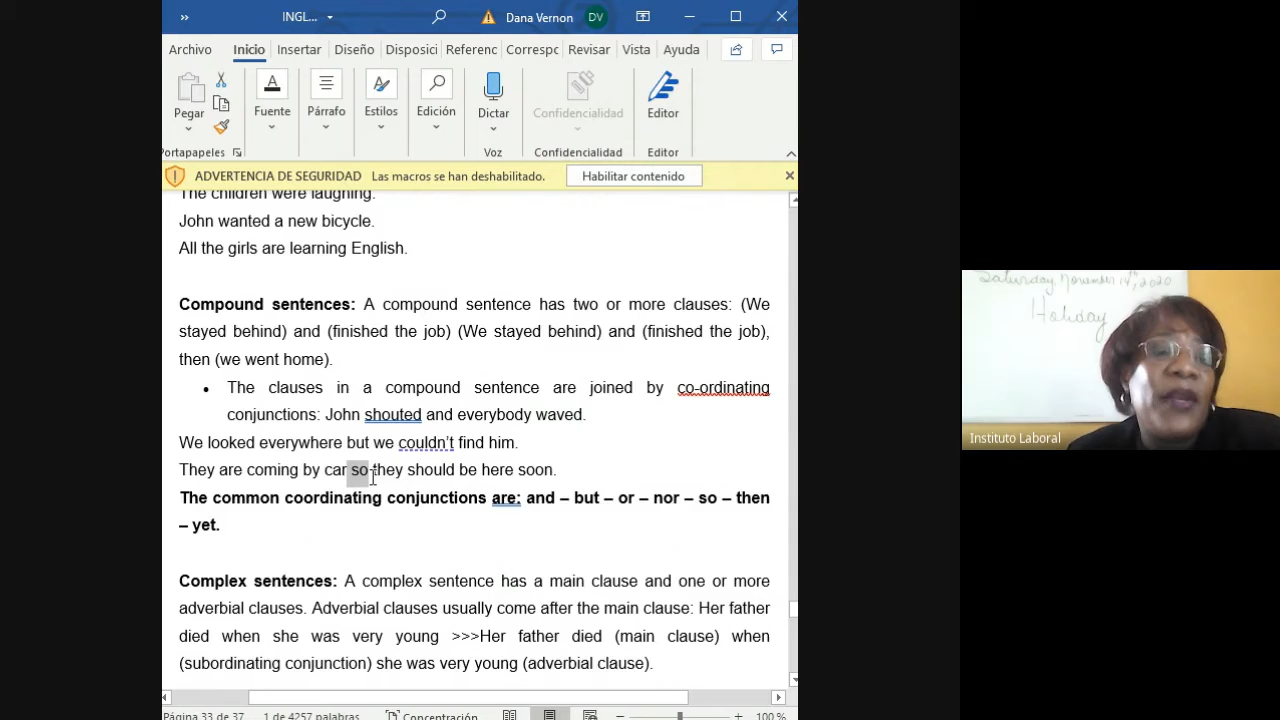 » INGL... Dana Vernon DV
Archivo Inicio Insertar Diseño Disposici Referenc Correspc Revisar Vista Ayuda
Pegar Fuente Párrafo Estilos Edición Dictar Confidencialidad Editor
Portapapeles Voz Confidencialidad Editor
ADVERTENCIA DE SEGURIDAD Las macros se han deshabilitado. Habilitar contenido
The children were laughing.
John wanted a new bicycle.
All the girls are learning English.
Compound sentences: A compound sentence has two or more clauses: (We
stayed behind) and (finished the job) (We stayed behind) and (finished the job),
then (we went home).
• The clauses in a compound sentence are joined by co-ordinating
conjunctions: John shouted and everybody waved.
We looked everywhere but we couldn’t find him.
They are coming by car so they should be here soon.
The common coordinating conjunctions are: and – but – or – nor – so – then
– yet.
Complex sentences: A complex sentence has a main clause and one or more
adverbial clauses. Adverbial clauses usually come after the main clause: Her father
died when she was very young >>>Her father died (main clause) when
(subordinating conjunction) she was very young (adverbial clause).
Página 33 de 37 1 de 4257 palabras Concentración 100 %
Saturday November 14th, 2020
Holiday
Instituto Laboral